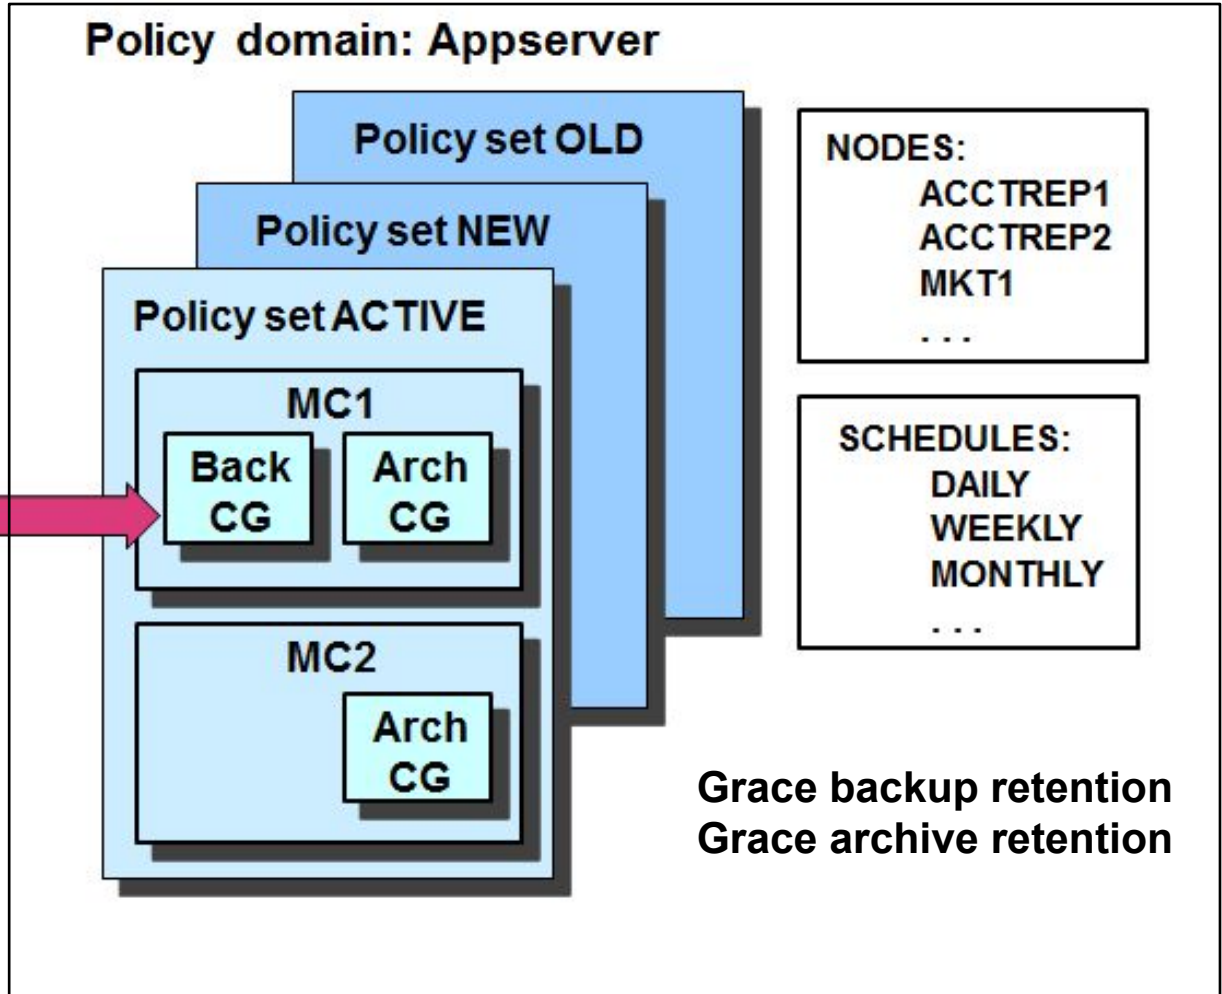 Policy domain: Appserver
Policy set OLD
Policy set NEW
Policy set ACTIVE
MC1
Back
CG
Arch
CG
MC2
Arch
CG
NODES:
ACCTREP1
ACCTREP2
MKT1
. . .
SCHEDULES:
DAILY
WEEKLY
MONTHLY
. . .
Grace backup retention
Grace archive retention